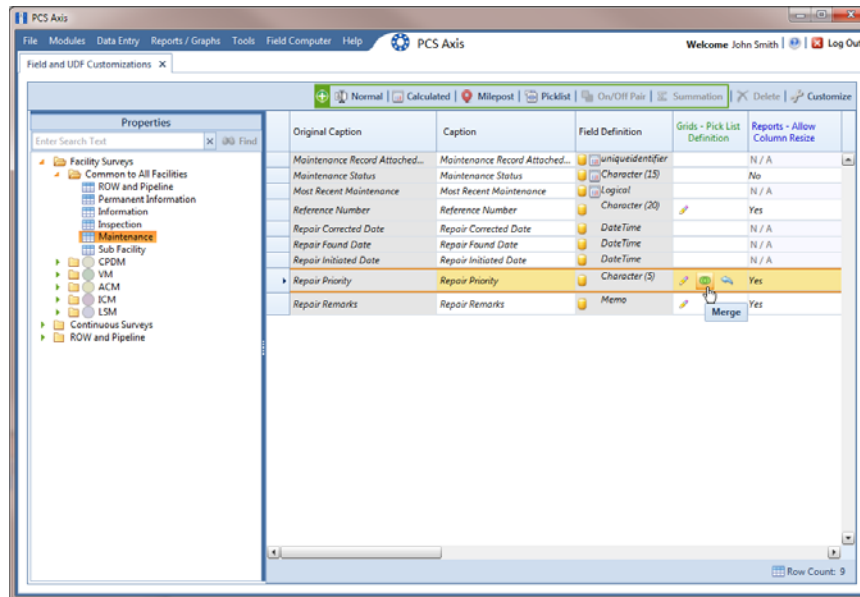 PCS Axis
File Modules Data Entry Reports / Graphs Tools Field Computer Help PCS Axis Welcome John Smith | | Log Out
Field and UDF Customizations X
Normal | Calculated | Milepost | Picklist | On/Off Pair | Summation | Delete | Customize
Properties
Enter Search Text Find
Facility Surveys
Common to All Facilities
ROW and Pipeline
Permanent Information
Information
Inspection
Maintenance
Sub Facility
CPDM
VM
ACM
ICM
LSM
Continuous Surveys
ROW and Pipeline
Original Caption Caption Field Definition Grids - Pick List Definition Reports - Allow Column Resize
Maintenance Record Attached... Maintenance Record Attached... uniqueidentifier N / A
Maintenance Status Maintenance Status Character (15) No
Most Recent Maintenance Most Recent Maintenance Logical N / A
Reference Number Reference Number Character (20) Yes
Repair Corrected Date Repair Corrected Date DateTime N / A
Repair Found Date Repair Found Date DateTime N / A
Repair Initiated Date Repair Initiated Date DateTime N / A
Repair Priority Repair Priority Character (5) Yes
Repair Remarks Repair Remarks Memo Yes
Merge
Row Count: 9